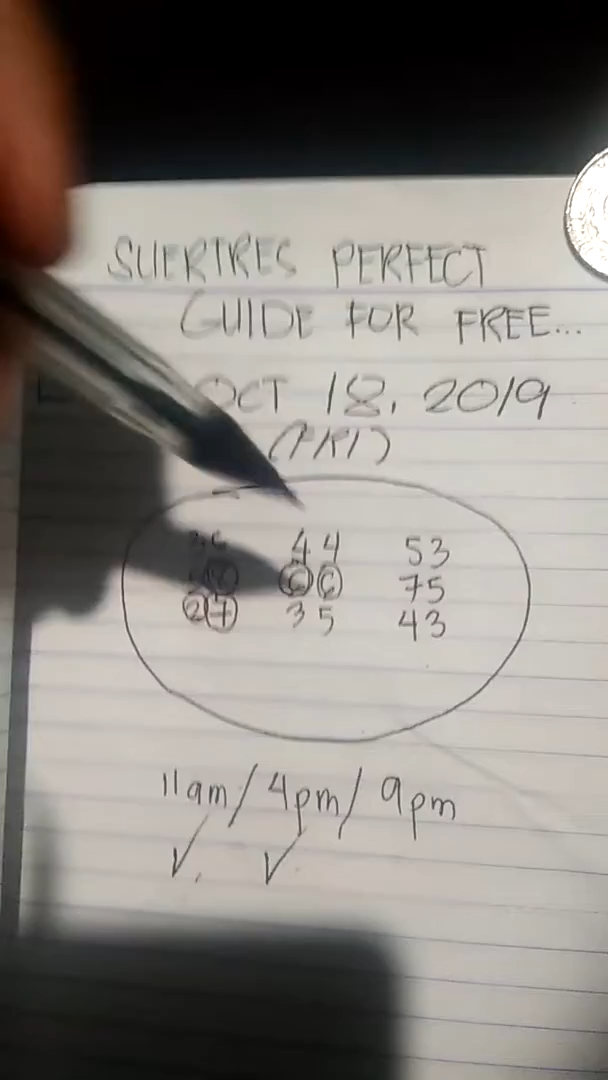 SUERTRES PERFECT
GUIDE FOR FREE...
OCT 18, 2019
(FRI)
44 53
66 75
27 35 43
11am/ 4pm/ 9pm